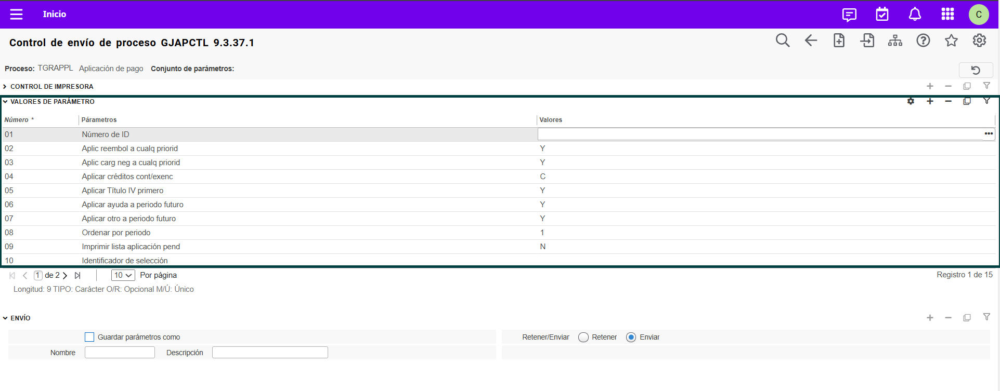 Inicio
C
Control de envío de proceso GJAPCTL 9.3.37.1
Proceso: TGRAPPL Aplicación de pago Conjunto de parámetros:
CONTROL DE IMPRESORA
VALORES DE PARÁMETRO
Número * Párametros Valores
01 Número de ID
02 Aplic reembol a cualq priorid Y
03 Aplic carg neg a cualq priorid Y
04 Aplicar créditos cont/exenc C
05 Aplicar Título IV primero Y
06 Aplicar ayuda a periodo futuro Y
07 Aplicar otro a periodo futuro Y
08 Ordenar por periodo 1
09 Imprimir lista aplicación pend N
10 Identificador de selección
1 de 2 10 Por página Registro 1 de 15
Longitud: 9 TIPO: Carácter O/R: Opcional M/Ú: Único
ENVÍO
Guardar parámetros como Retener/Enviar Retener Enviar
Nombre Descripción